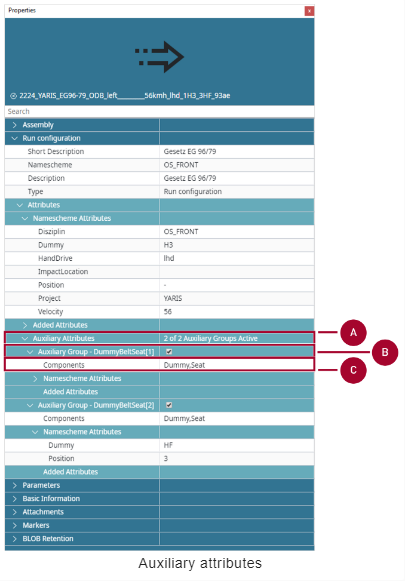 Properties
x
2224_YARIS_EG96-79_ODB_left________56kmh_lhd_1H3_3HF_93ae
Search
Assembly
Run configuration
Short Description Gesetz EG 96/79
Namescheme OS_FRONT
Description Gesetz EG 96/79
Type Run configuration
Attributes
Namescheme Attributes
Disziplin OS_FRONT
Dummy H3
HandDrive lhd
ImpactLocation
Position -
Project YARIS
Velocity 56
Added Attributes
Auxiliary Attributes 2 of 2 Auxiliary Groups Active
A
Auxiliary Group - DummyBeltSeat[1]
B
Components Dummy,Seat
C
Namescheme Attributes
Added Attributes
Auxiliary Group - DummyBeltSeat[2]
Components Dummy,Seat
Namescheme Attributes
Dummy HF
Position 3
Added Attributes
Parameters
Basic Information
Attachments
Markers
BLOB Retention
Auxiliary attributes